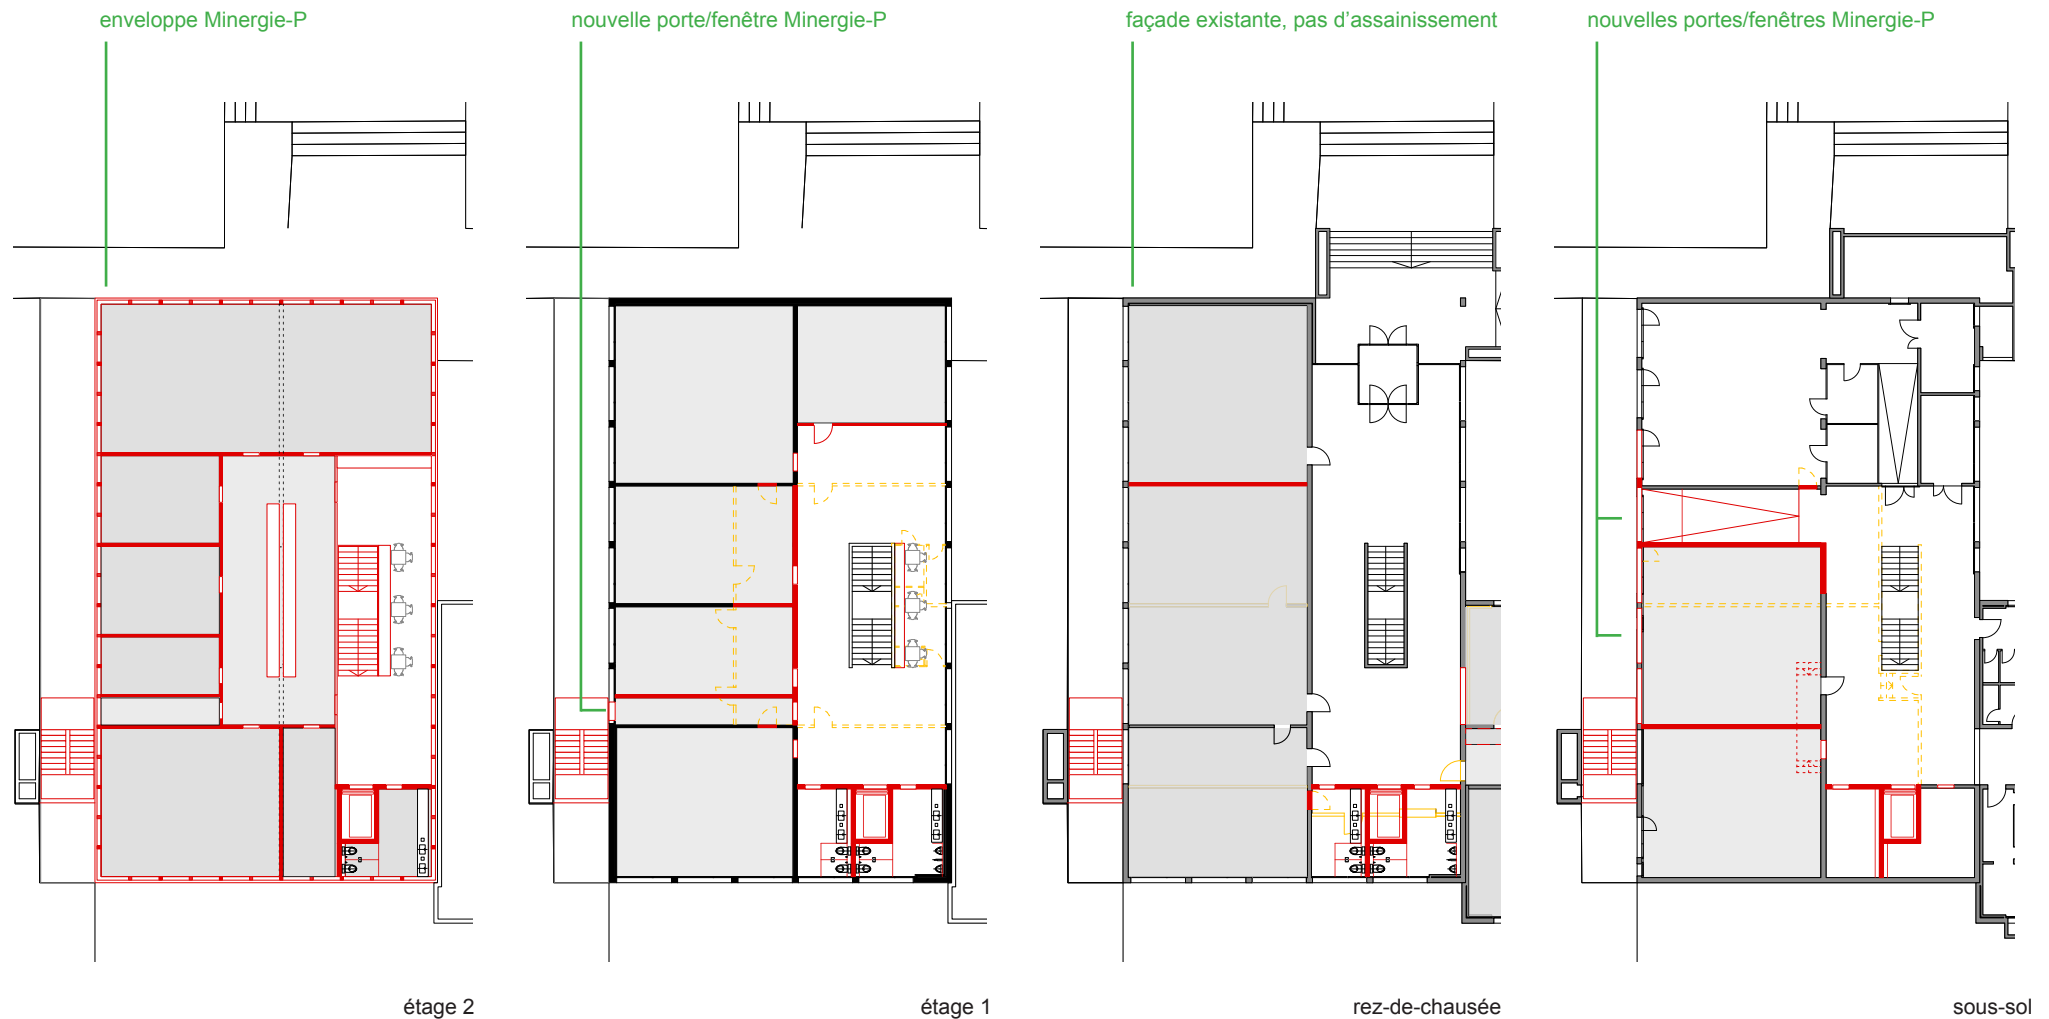 enveloppe Minergie-P
nouvelle porte/fenêtre Minergie-P
façade existante, pas d’assainissement
nouvelles portes/fenêtres Minergie-P
étage 2
étage 1
rez-de-chausée
sous-sol